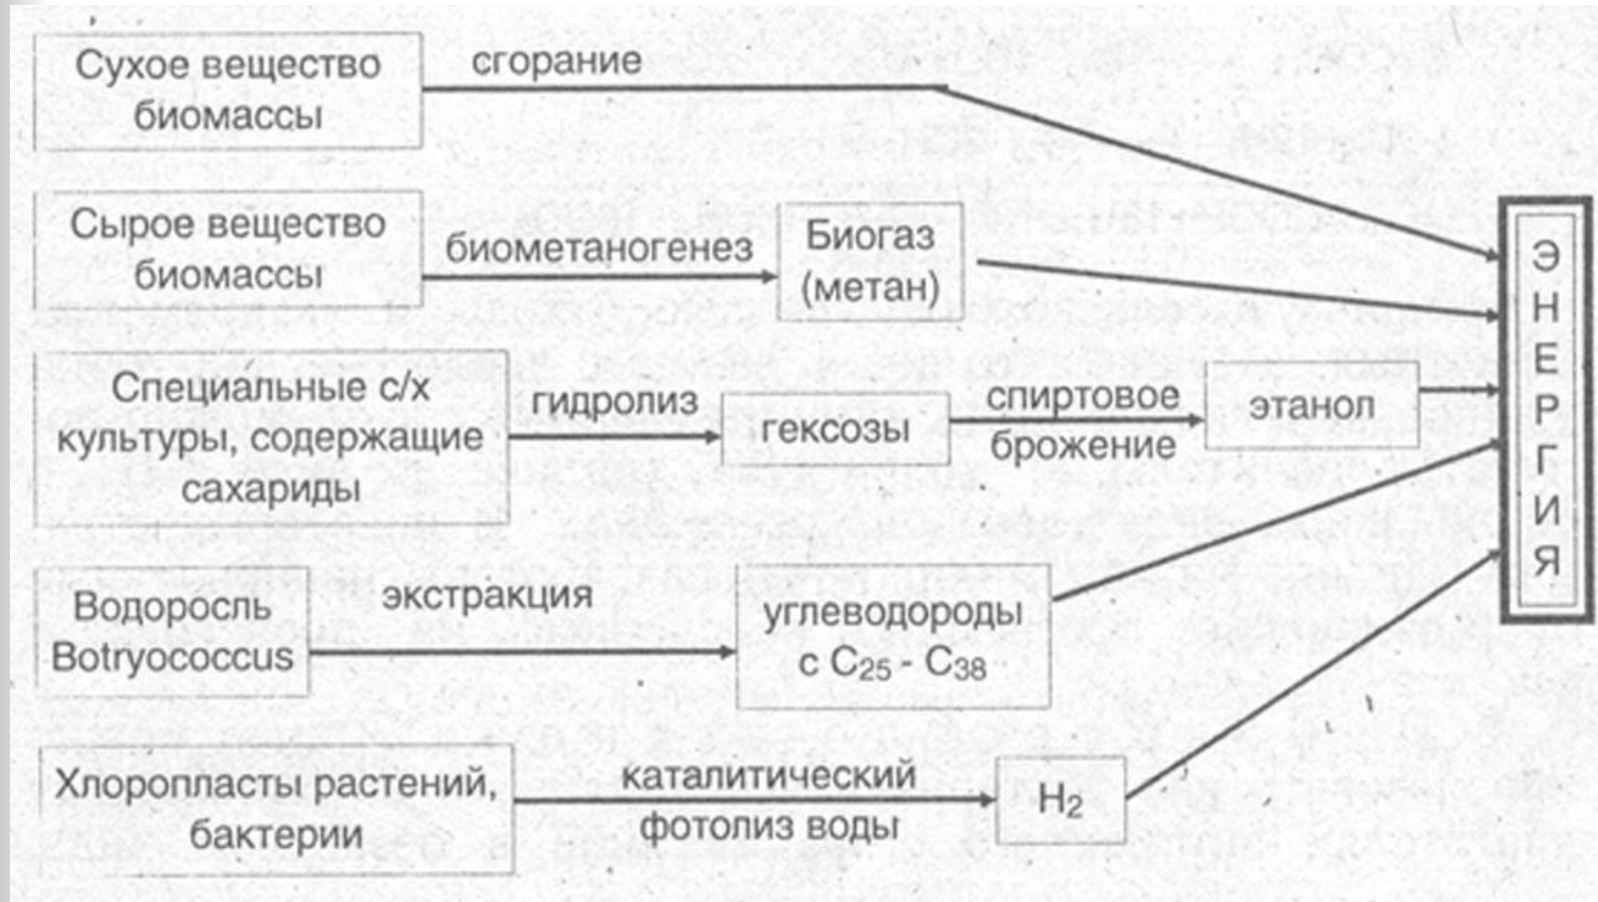 Сухое вещество
биомассы
сгорание
Сырое вещество
биомассы
биометаногенез
Биогаз
(метан)
Специальные с/х
культуры, содержащие
сахариды
гидролиз
гексозы
спиртовое
брожение
этанол
Водоросль
Botryococcus
экстракция
углеводороды
с C₂₅ - C₃₈
Хлоропласты растений,
бактерии
каталитический
фотолиз воды
H₂
Э
Н
Е
Р
Г
И
Я